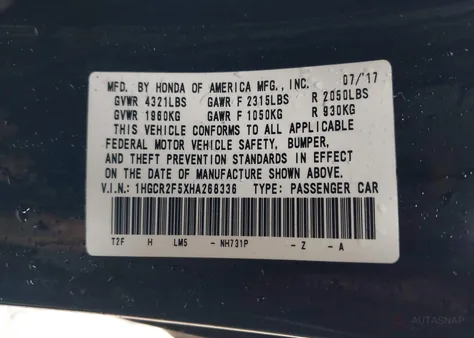 MFD. BY HONDA OF AMERICA MFG., INC. 07/'17
GVWR 4321LBS GAWR F 2315LBS R 2050LBS
GVWR 1960KG GAWR F 1050KG R 930KG
THIS VEHICLE CONFORMS TO ALL APPLICABLE
FEDERAL MOTOR VEHICLE SAFETY, BUMPER,
AND THEFT PREVENTION STANDARDS IN EFFECT
ON THE DATE OF MANUFACTURE SHOWN ABOVE.
V.I.N: 1HGCR2F5XHA268336 TYPE: PASSENGER CAR
T2F H LM5 - NH731P - Z - A
AUTASNAP